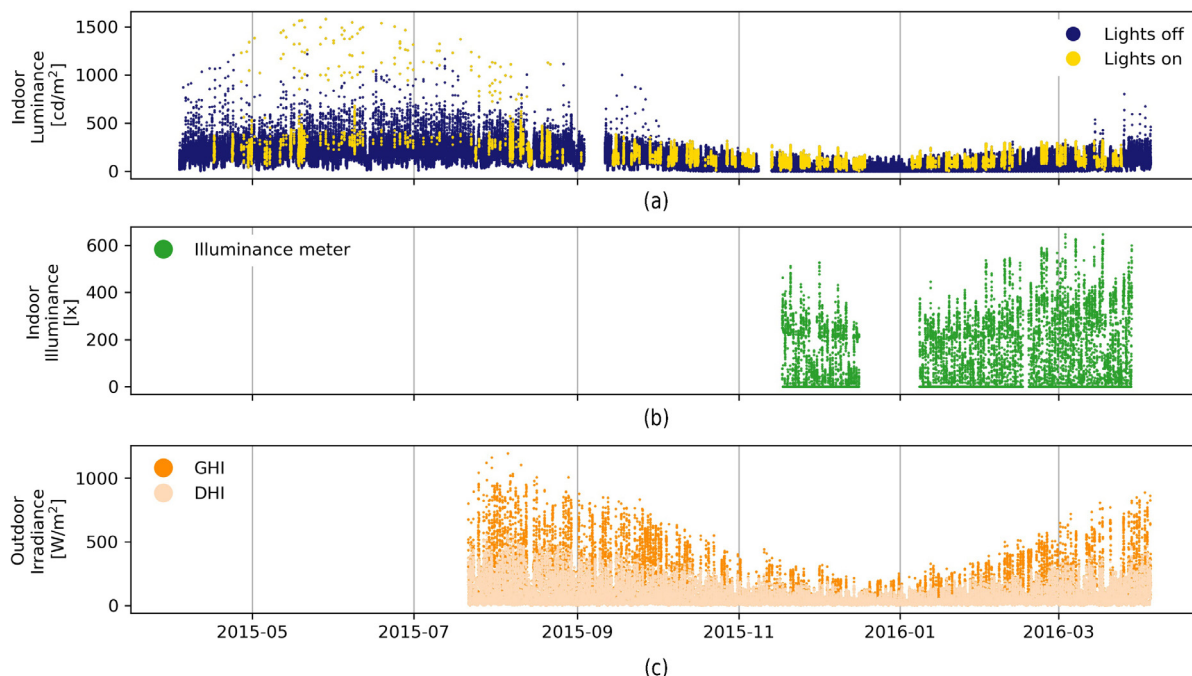 1500
1000
500
0
Indoor
Luminance
[cd/m²]
Lights off
Lights on
(a)
600
400
200
0
Indoor
Illuminance
[lx]
Illuminance meter
(b)
1000
500
0
Outdoor
Irradiance
[W/m²]
GHI
DHI
2015-05 2015-07 2015-09 2015-11 2016-01 2016-03
(c)